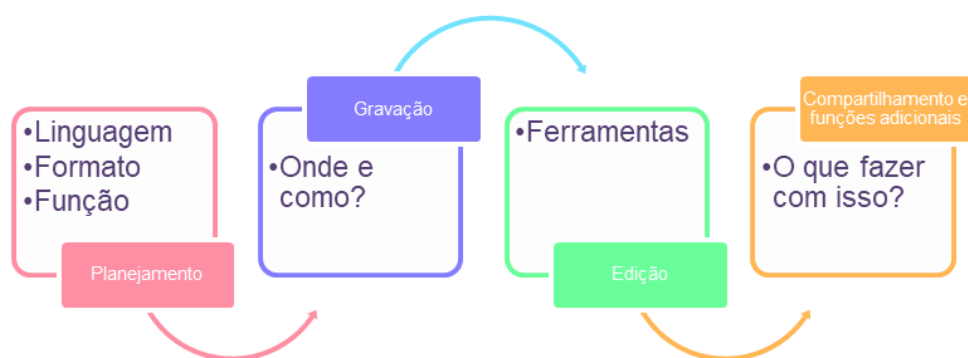 •Linguagem
•Formato
•Função
Planejamento
Gravação
•Onde e
como?
•Ferramentas
Edição
Compartilhamento e
funções adicionais
•O que fazer
com isso?